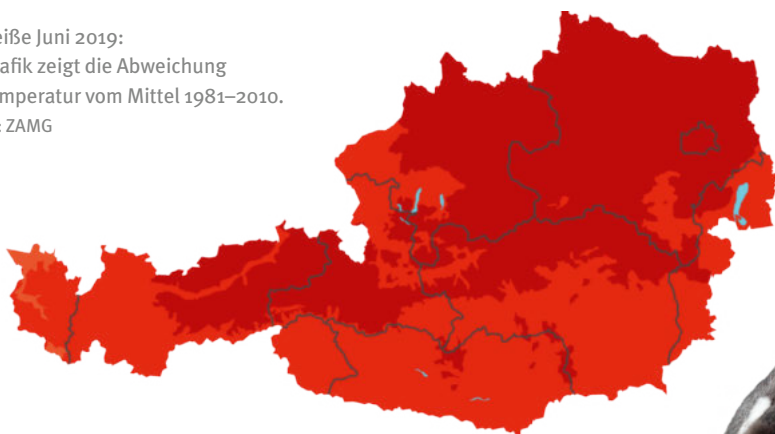 eiße Juni 2019:
afik zeigt die Abweichung
mperatur vom Mittel 1981–2010.
: ZAMG